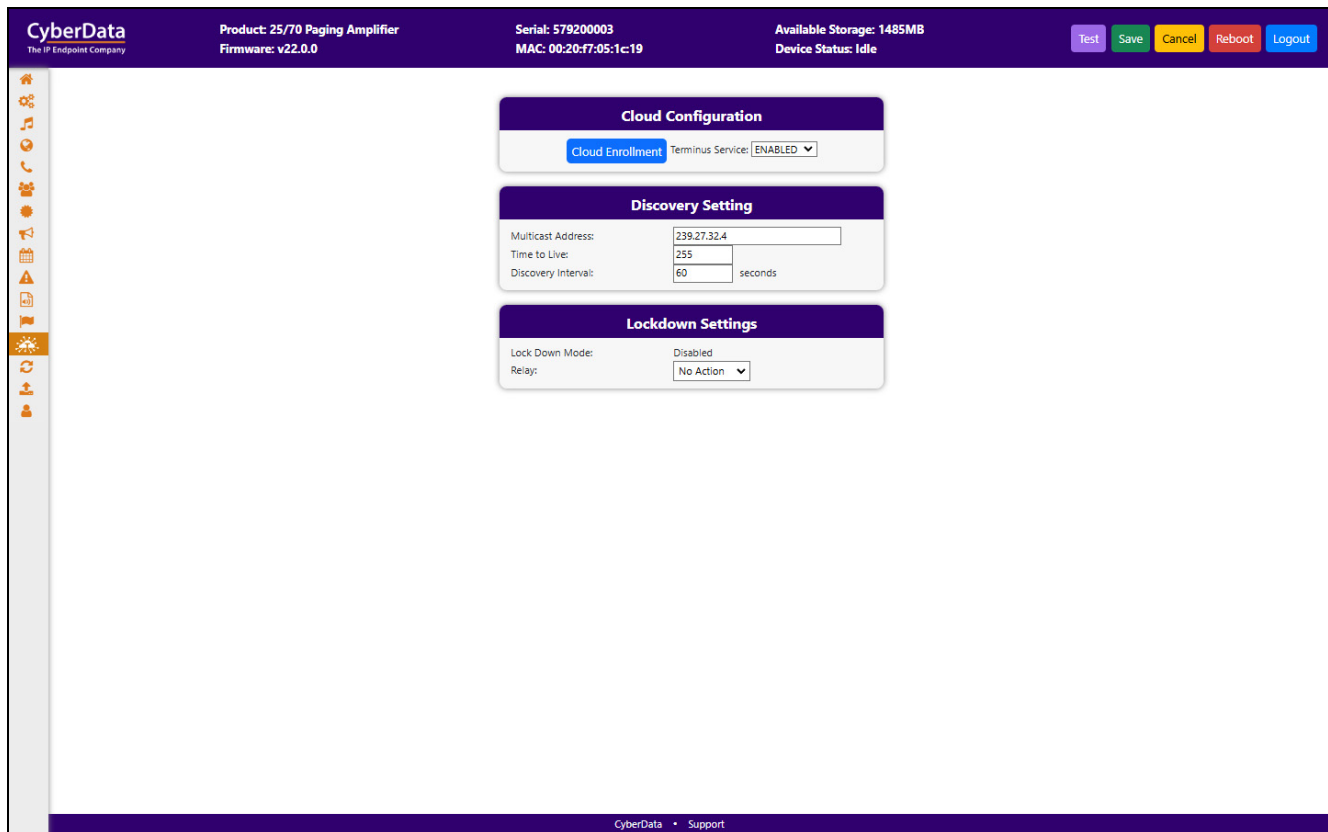 CyberData
The IP Endpoint Company
Product: 25/70 Paging Amplifier
Firmware: v22.0.0
Serial: 579200003
MAC: 00:20:f7:05:1c:19
Available Storage: 1485MB
Device Status: Idle
Test Save Cancel Reboot Logout
Cloud Configuration
Cloud Enrollment Terminus Service: ENABLED
Discovery Setting
Multicast Address: 239.27.32.4
Time to Live: 255
Discovery Interval: 60 seconds
Lockdown Settings
Lock Down Mode: Disabled
Relay: No Action
CyberData • Support